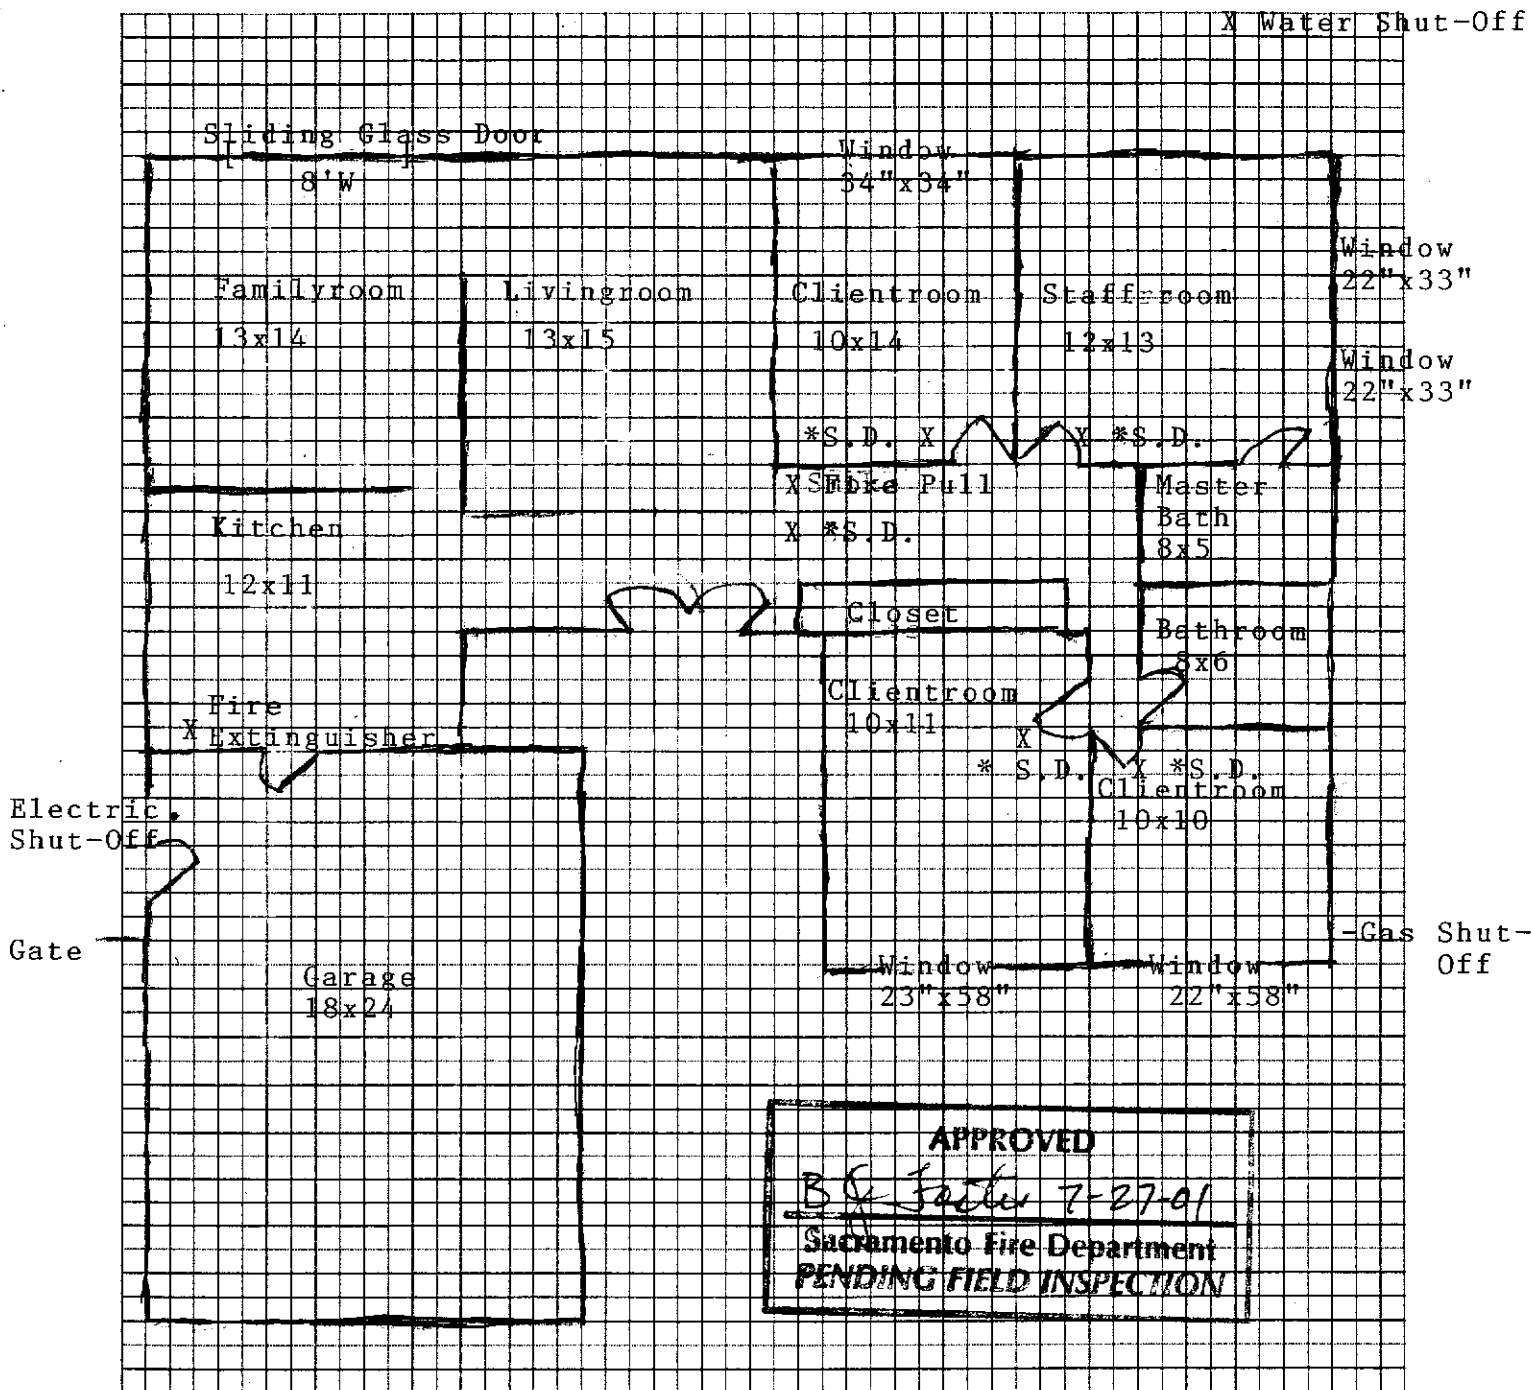 X Water Shut-Off
Sliding Glass Door
8'W
Window
34"x34"
Window
22"x33"
Familyroom
13x14
Livingroom
13x15
Clientroom
10x14
Staffrroom
12x13
Window
22"x33"
*S.D. X
X *S.D.
X Fire Pull
X *S.D.
Master
Bath
8x5
Kitchen
12x11
Closet
Bathroom
8x6
Clientroom
10x11
X
* S.D.
X Fire
Extinguisher
X *S.D.
Clientroom
10x10
Electric
Shut-Off
Gate
Garage
18x24
Window
23"x58"
Window
22"x58"
-Gas Shut-
Off
APPROVED
B 7-27-01
Sacramento Fire Department
PENDING FIELD INSPECTION